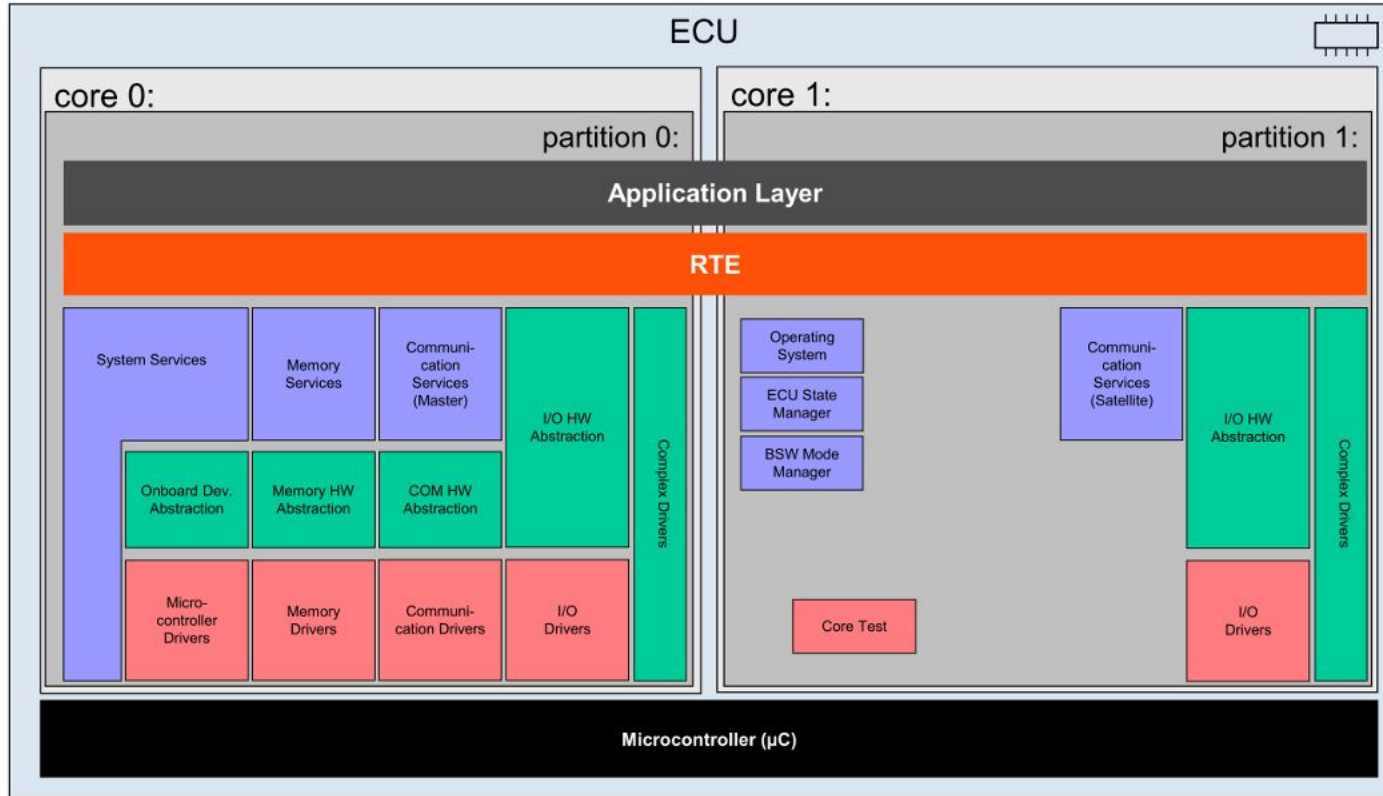 ECU
core 0:
core 1:
partition 0:
partition 1:
Application Layer
RTE
System Services
Memory
Services
Communi-
cation
Services
(Master)
I/O HW
Abstraction
Complex Drivers
Onboard Dev.
Abstraction
Memory HW
Abstraction
COM HW
Abstraction
Micro-
controller
Drivers
Memory
Drivers
Communi-
cation Drivers
I/O
Drivers
Operating
System
ECU State
Manager
BSW Mode
Manager
Core Test
Communi-
cation
Services
(Satellite)
I/O HW
Abstraction
Complex Drivers
I/O
Drivers
Microcontroller (µC)